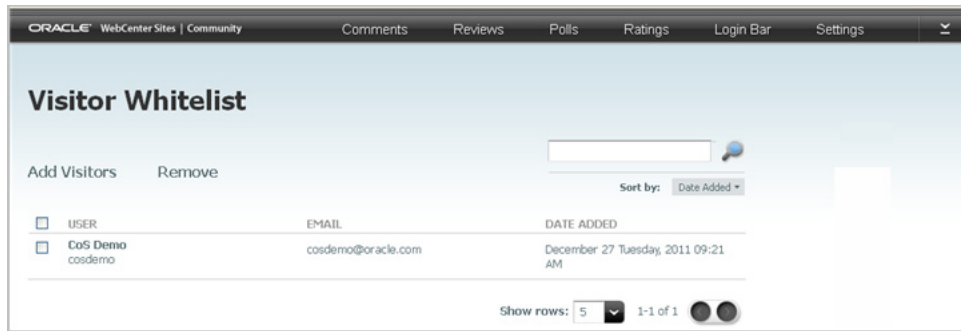 ORACLE WebCenter Sites | Community Comments Reviews Polls Ratings Login Bar Settings
Visitor Whitelist
Add Visitors Remove
Sort by: Date Added
USER EMAIL DATE ADDED
CoS Demo cosdemo@oracle.com December 27 Tuesday, 2011 09:21
cosdemo AM
Show rows: 5 1-1 of 1